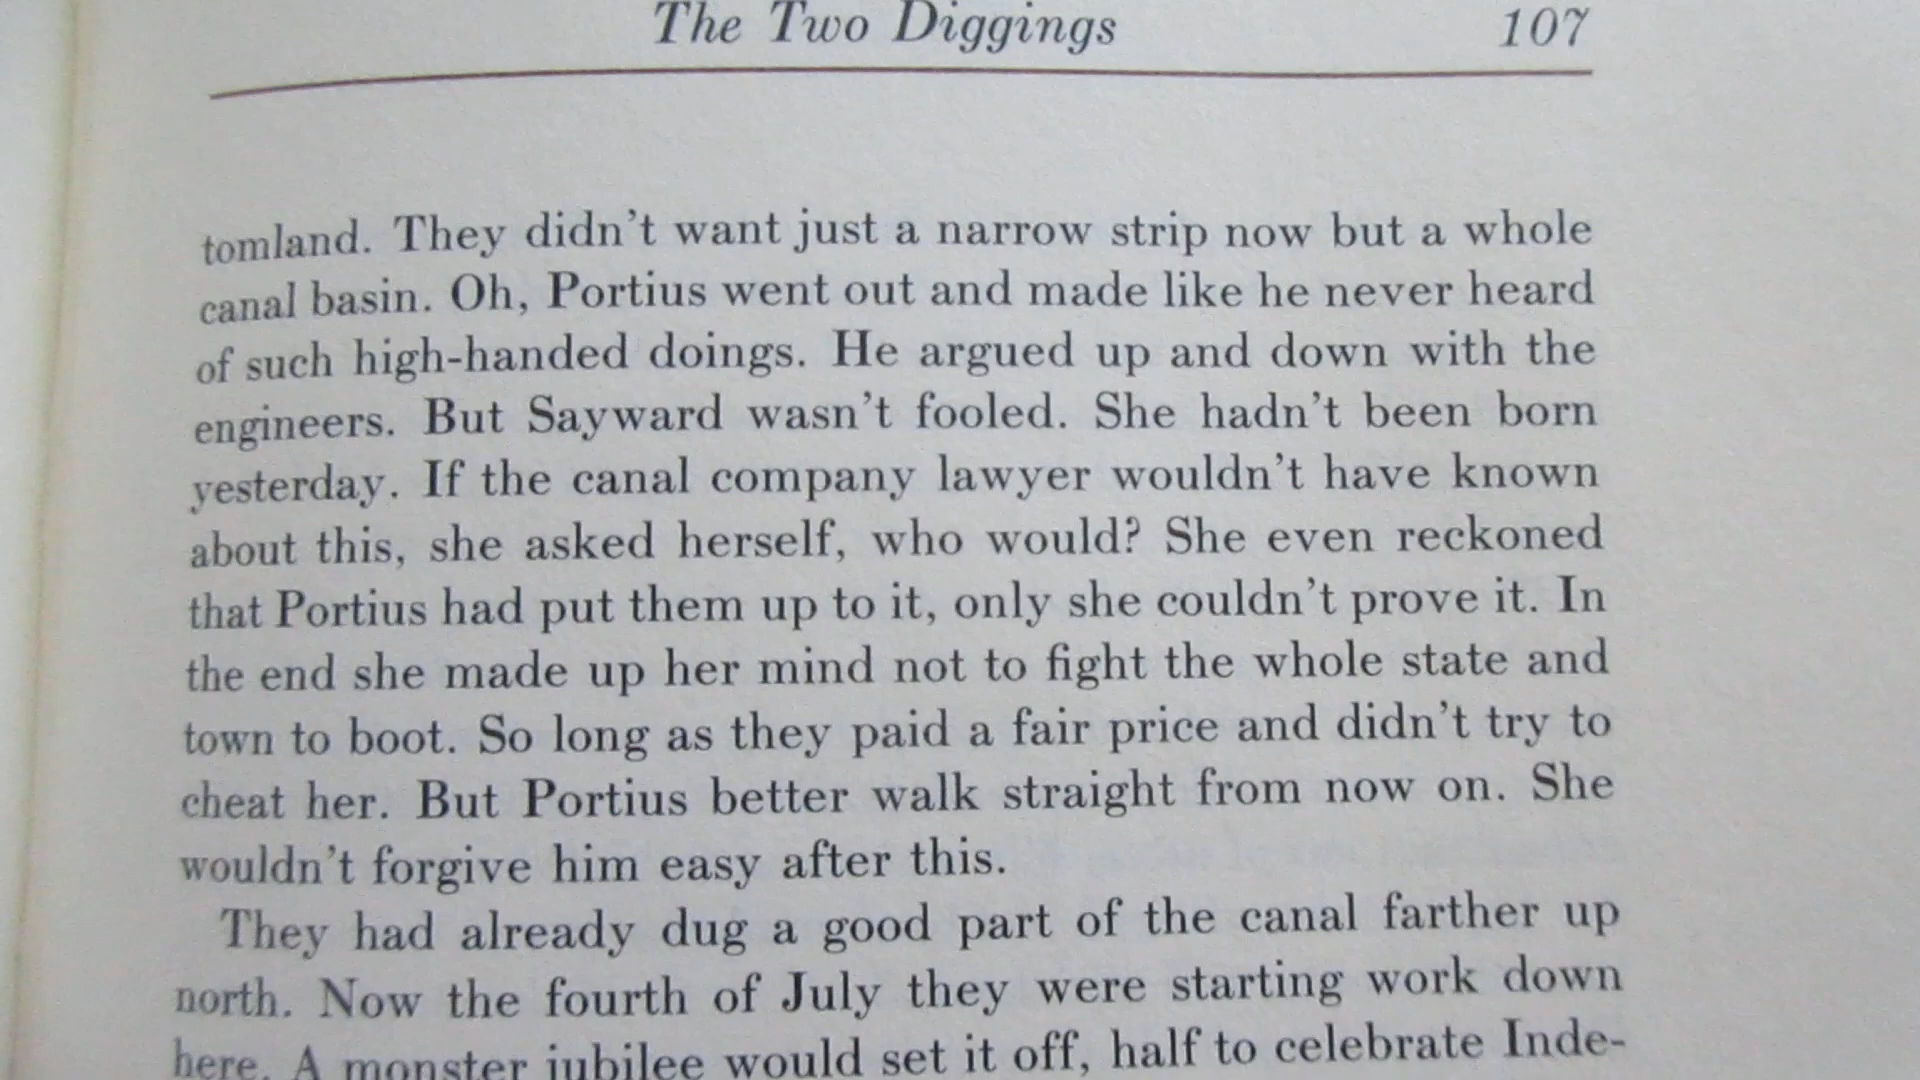 The Two Diggings 107
tomland. They didn't want just a narrow strip now but a whole
canal basin. Oh, Portius went out and made like he never heard
of such high-handed doings. He argued up and down with the
engineers. But Sayward wasn't fooled. She hadn't been born
yesterday. If the canal company lawyer wouldn't have known
about this, she asked herself, who would? She even reckoned
that Portius had put them up to it, only she couldn't prove it. In
the end she made up her mind not to fight the whole state and
town to boot. So long as they paid a fair price and didn't try to
cheat her. But Portius better walk straight from now on. She
wouldn't forgive him easy after this.
They had already dug a good part of the canal farther up
north. Now the fourth of July they were starting work down
here. A monster jubilee would set it off, half to celebrate Inde-